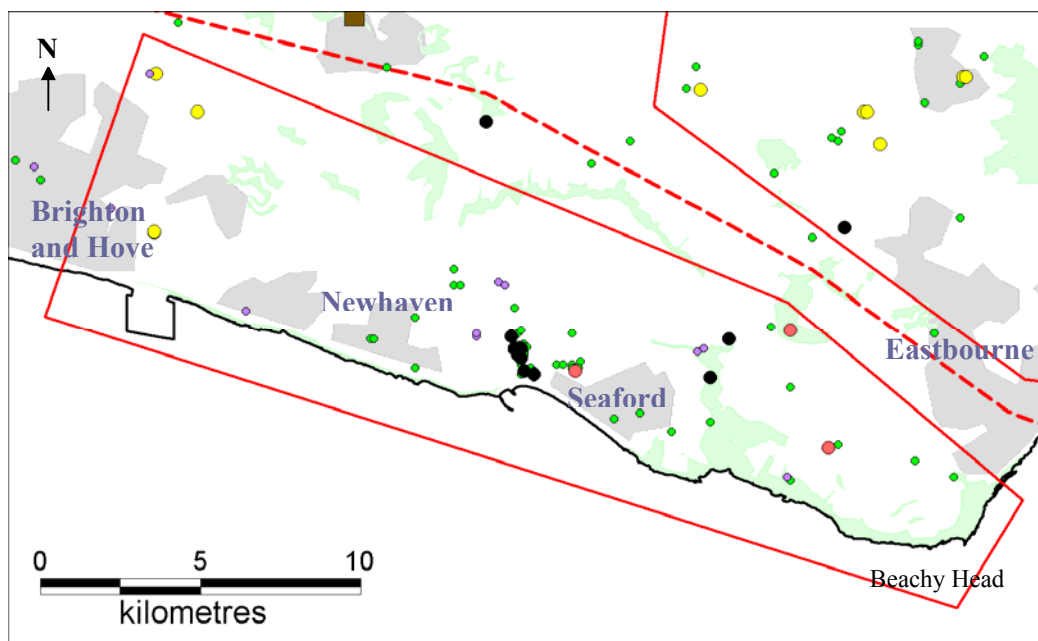 N
Brighton
and Hove
Newhaven
Eastbourne
Seaford
Beachy Head
0 5 10
kilometres